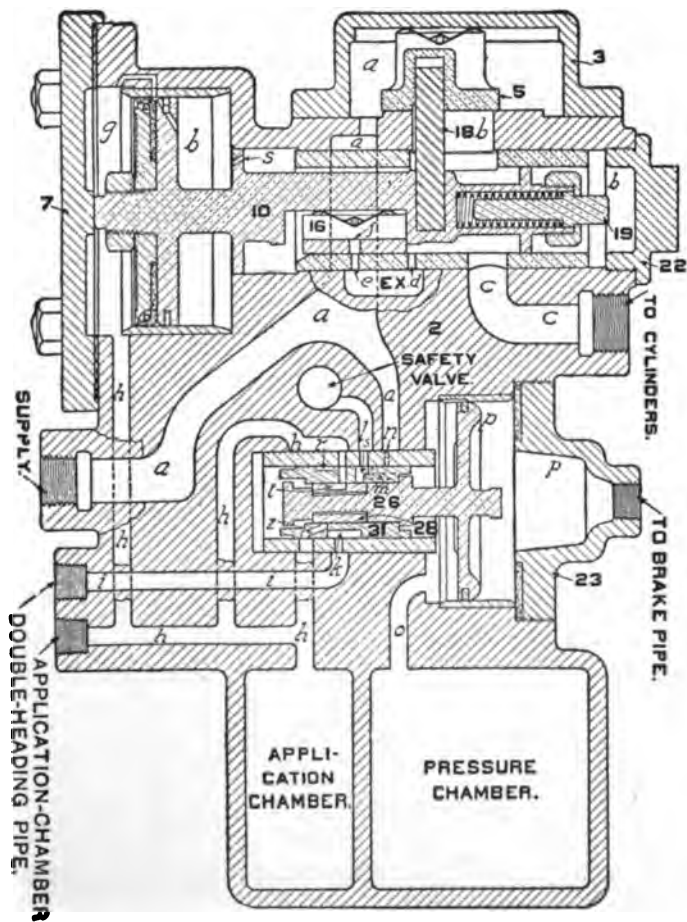 3
a
5
g
b
18
b
a
s
7
10
16
f
b
19
e
EX
d
22
c
c
a
2
TO CYLINDERS.
SAFETY
VALVE.
h
a
SUPPLY.
a
h
r
l
s
n
p
P
h
l
m
26
z
31
28
TO BRAKE PIPE.
h
i
i
k
23
h
h
o
DOUBLE-HEADING PIPE.
APPLICATION-CHAMBER
APPLI-
CATION
CHAMBER.
PRESSURE
CHAMBER.